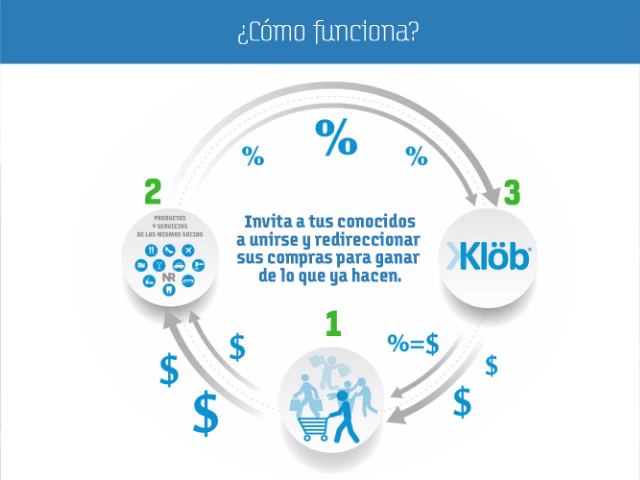 ¿Cómo funciona?
%
%
%
2
3
PRODUCTOS
Y SERVICIOS
DE LOS MISMOS SOCIOS
NR
Invita a tus conocidos
a unirse y redireccionar
sus compras para ganar
de lo que ya hacen.
Klöb
1
$
%=$
$
$
$
$